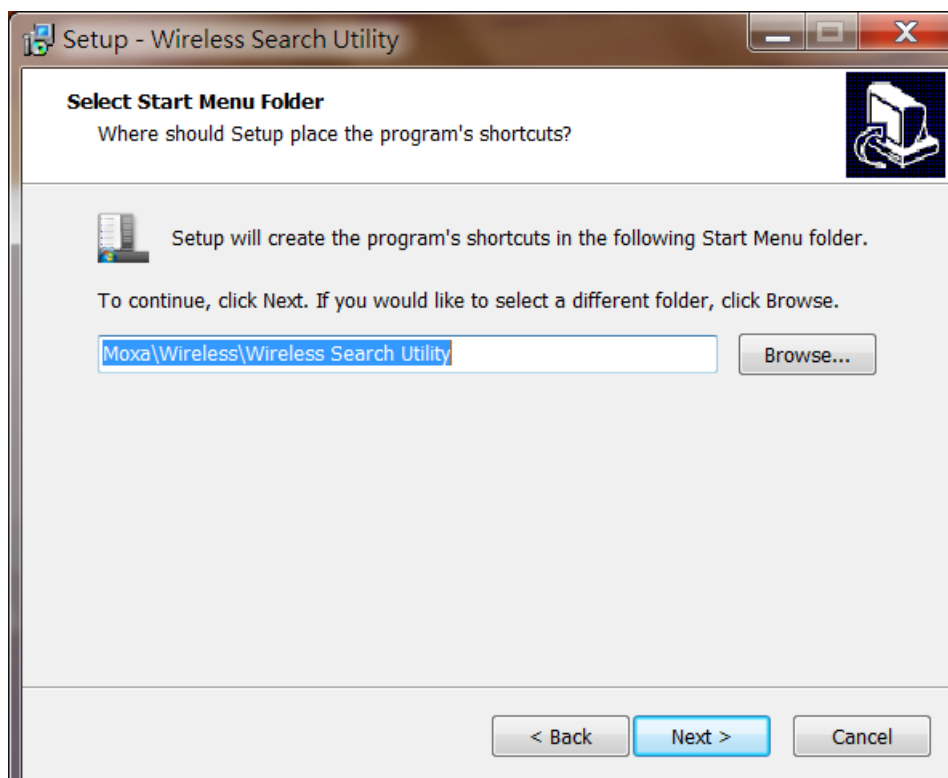 Setup - Wireless Search Utility
Select Start Menu Folder
Where should Setup place the program's shortcuts?
Setup will create the program's shortcuts in the following Start Menu folder.
To continue, click Next. If you would like to select a different folder, click Browse.
Moxa\Wireless\Wireless Search Utility
Browse...
< Back
Next >
Cancel